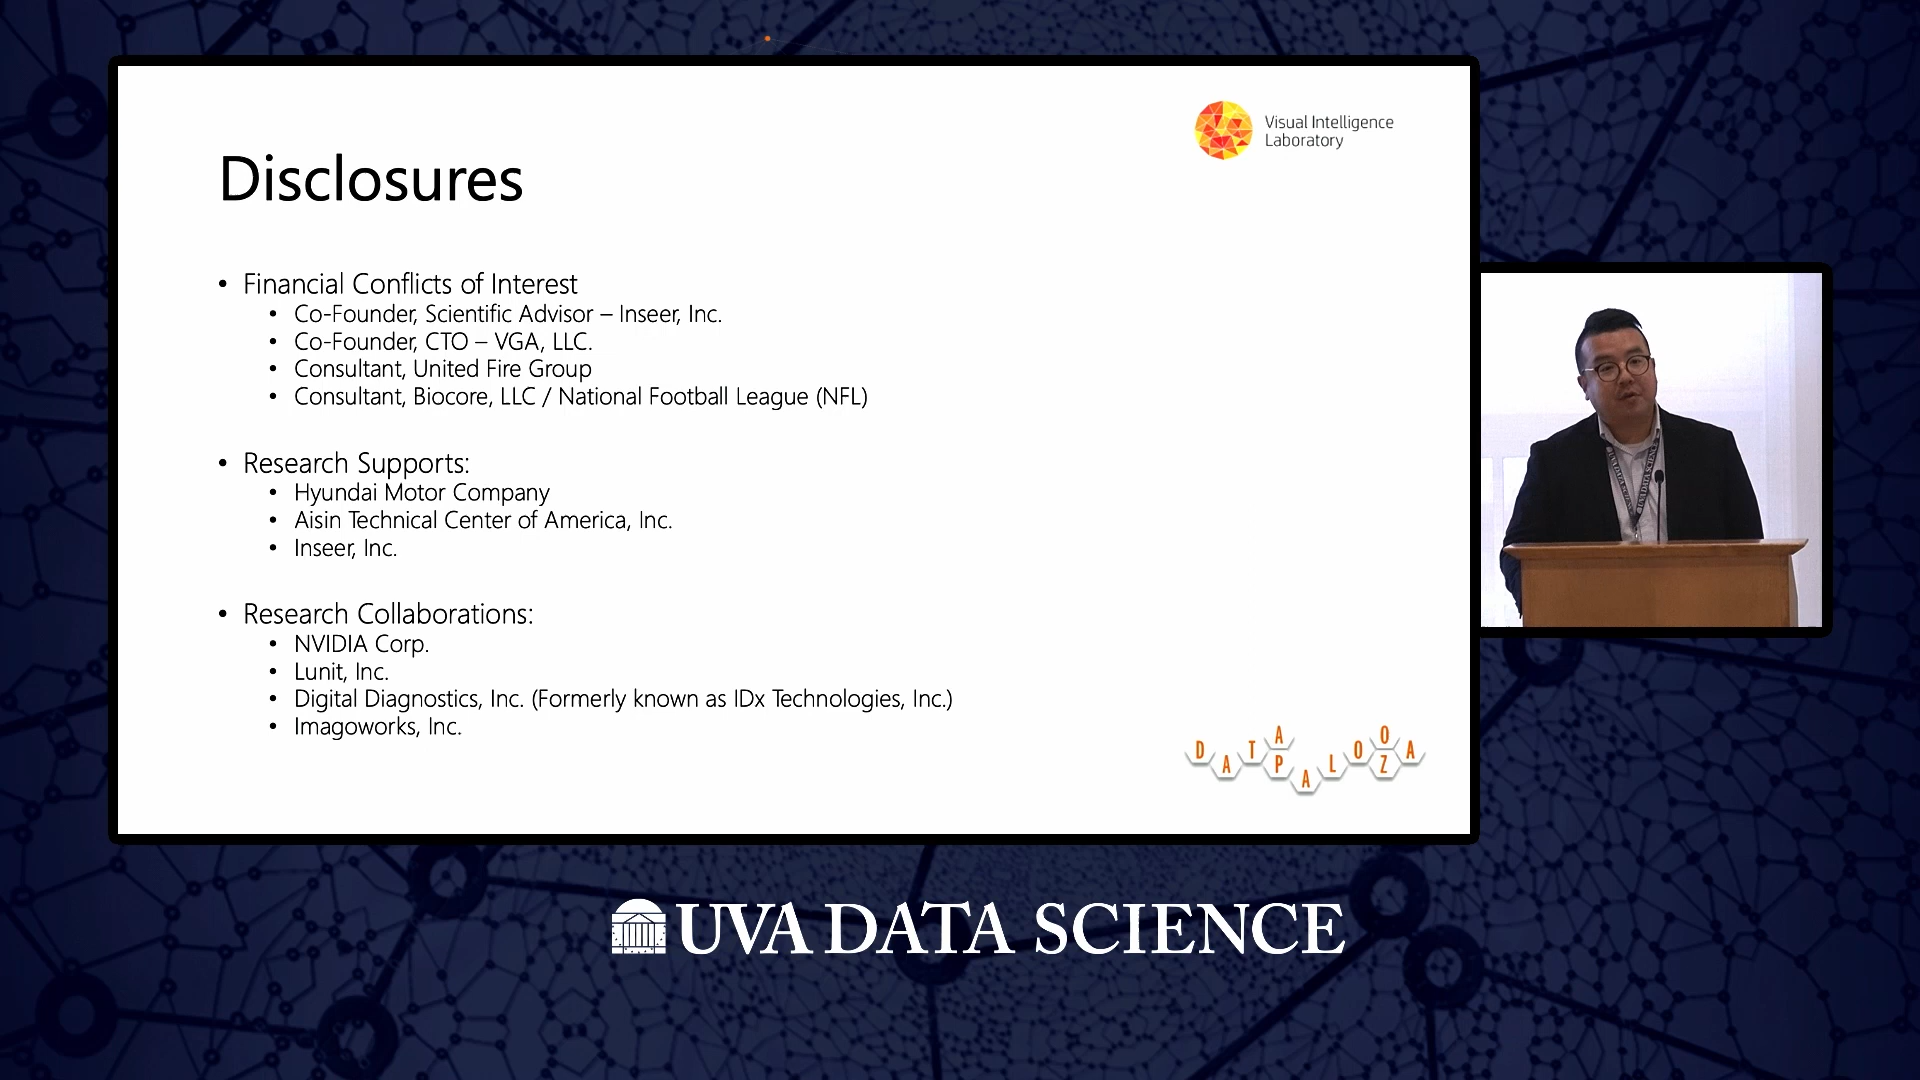 Visual Intelligence
Laboratory
Disclosures
• Financial Conflicts of Interest
• Co-Founder, Scientific Advisor – Inseer, Inc.
• Co-Founder, CTO – VGA, LLC.
• Consultant, United Fire Group
• Consultant, Biocore, LLC / National Football League (NFL)
• Research Supports:
• Hyundai Motor Company
• Aisin Technical Center of America, Inc.
• Inseer, Inc.
• Research Collaborations:
• NVIDIA Corp.
• Lunit, Inc.
• Digital Diagnostics, Inc. (Formerly known as IDx Technologies, Inc.)
• Imagoworks, Inc.
DATAPALOOZA
UVA DATA SCIENCE
UVA DATA SCIENCE